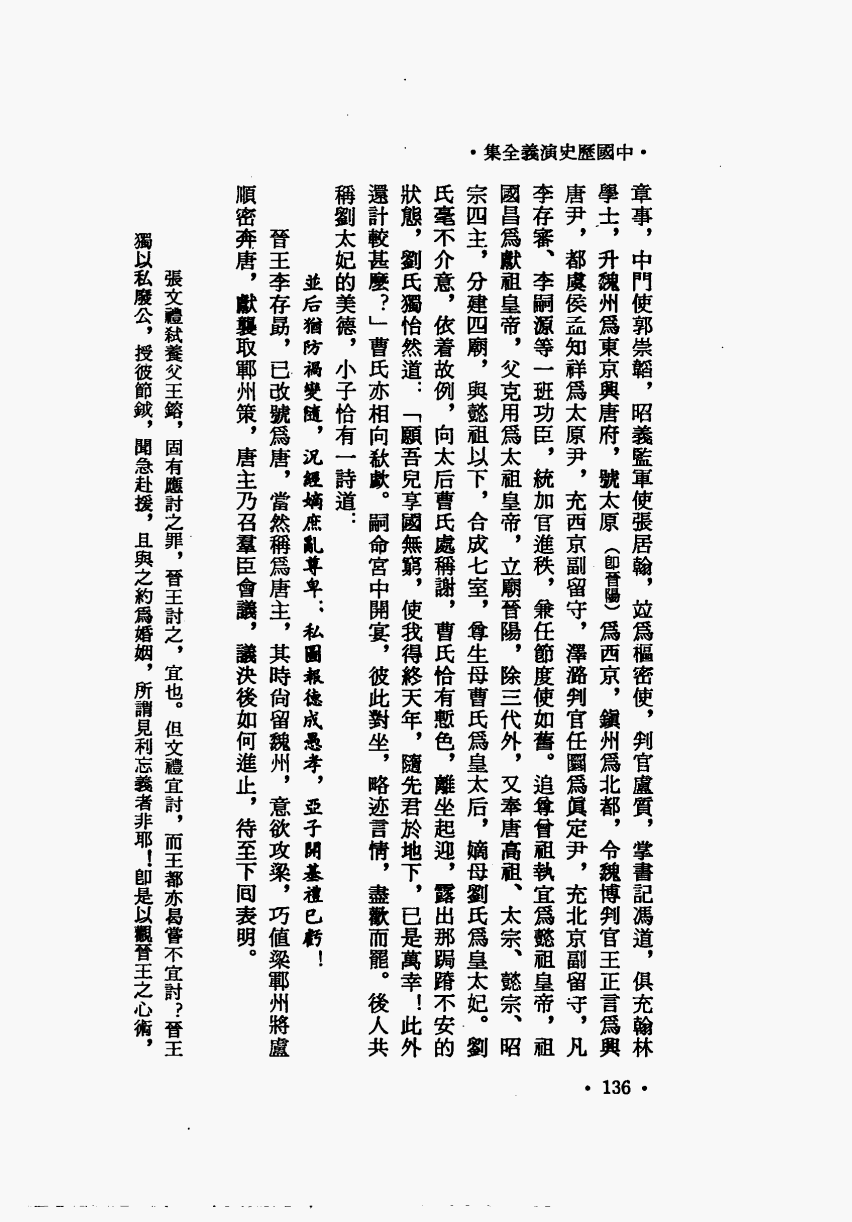 ·中國歷史演義全集·
章事，中門使郭崇韜，昭義監軍使張居翰，竝爲樞密使，判官盧質，掌書記馮道，俱充翰林
學士，升魏州爲東京興唐府，號太原（卽晉陽）爲西京，鎭州爲北都，令魏博判官王正言爲興
唐尹，都虞侯孟知祥爲太原尹，充西京副留守，澤潞判官任圜爲眞定尹，充北京副留守，凡
李存審、李嗣源等一班功臣，統加官進秩，兼任節度使如舊。追尊曾祖執宜爲懿祖皇帝，祖
國昌爲獻祖皇帝，父克用爲太祖皇帝，立廟晉陽，除三代外，又奉唐高祖、太宗、懿宗、昭
宗四主，分建四廟，與懿祖以下，合成七室，尊生母曹氏爲皇太后，嫡母劉氏爲皇太妃。劉
氏毫不介意，依着故例，向太后曹氏處稱謝，曹氏恰有慙色，離坐起迎，露出那跼蹐不安的
狀態，劉氏獨怡然道：「願吾兒享國無窮，使我得終天年，隨先君於地下，已是萬幸！此外
還計較甚麼？」曹氏亦相向欷歔。嗣命宮中開宴，彼此對坐，略迹言情，盡歡而罷。後人共
稱劉太妃的美德，小子恰有一詩道：
並后猶防禍變隨，況經嫡庶亂尊卑；私圖報德成愚孝，亞子開基禮已虧！
晉王李存勗，已改號爲唐，當然稱爲唐主，其時尙留魏州，意欲攻梁，巧値梁鄆州將盧
順密奔唐，獻襲取鄆州策，唐主乃召羣臣會議，議決後如何進止，待至下囘表明。
張文禮弒養父王鎔，固有應討之罪，晉王討之，宜也。但文禮宜討，而王都亦曷嘗不宜討？晉王
獨以私廢公，授彼節鉞，聞急赴援，且與之約爲婚姻，所謂見利忘義者非耶！卽是以觀晉王之心術，
·136·